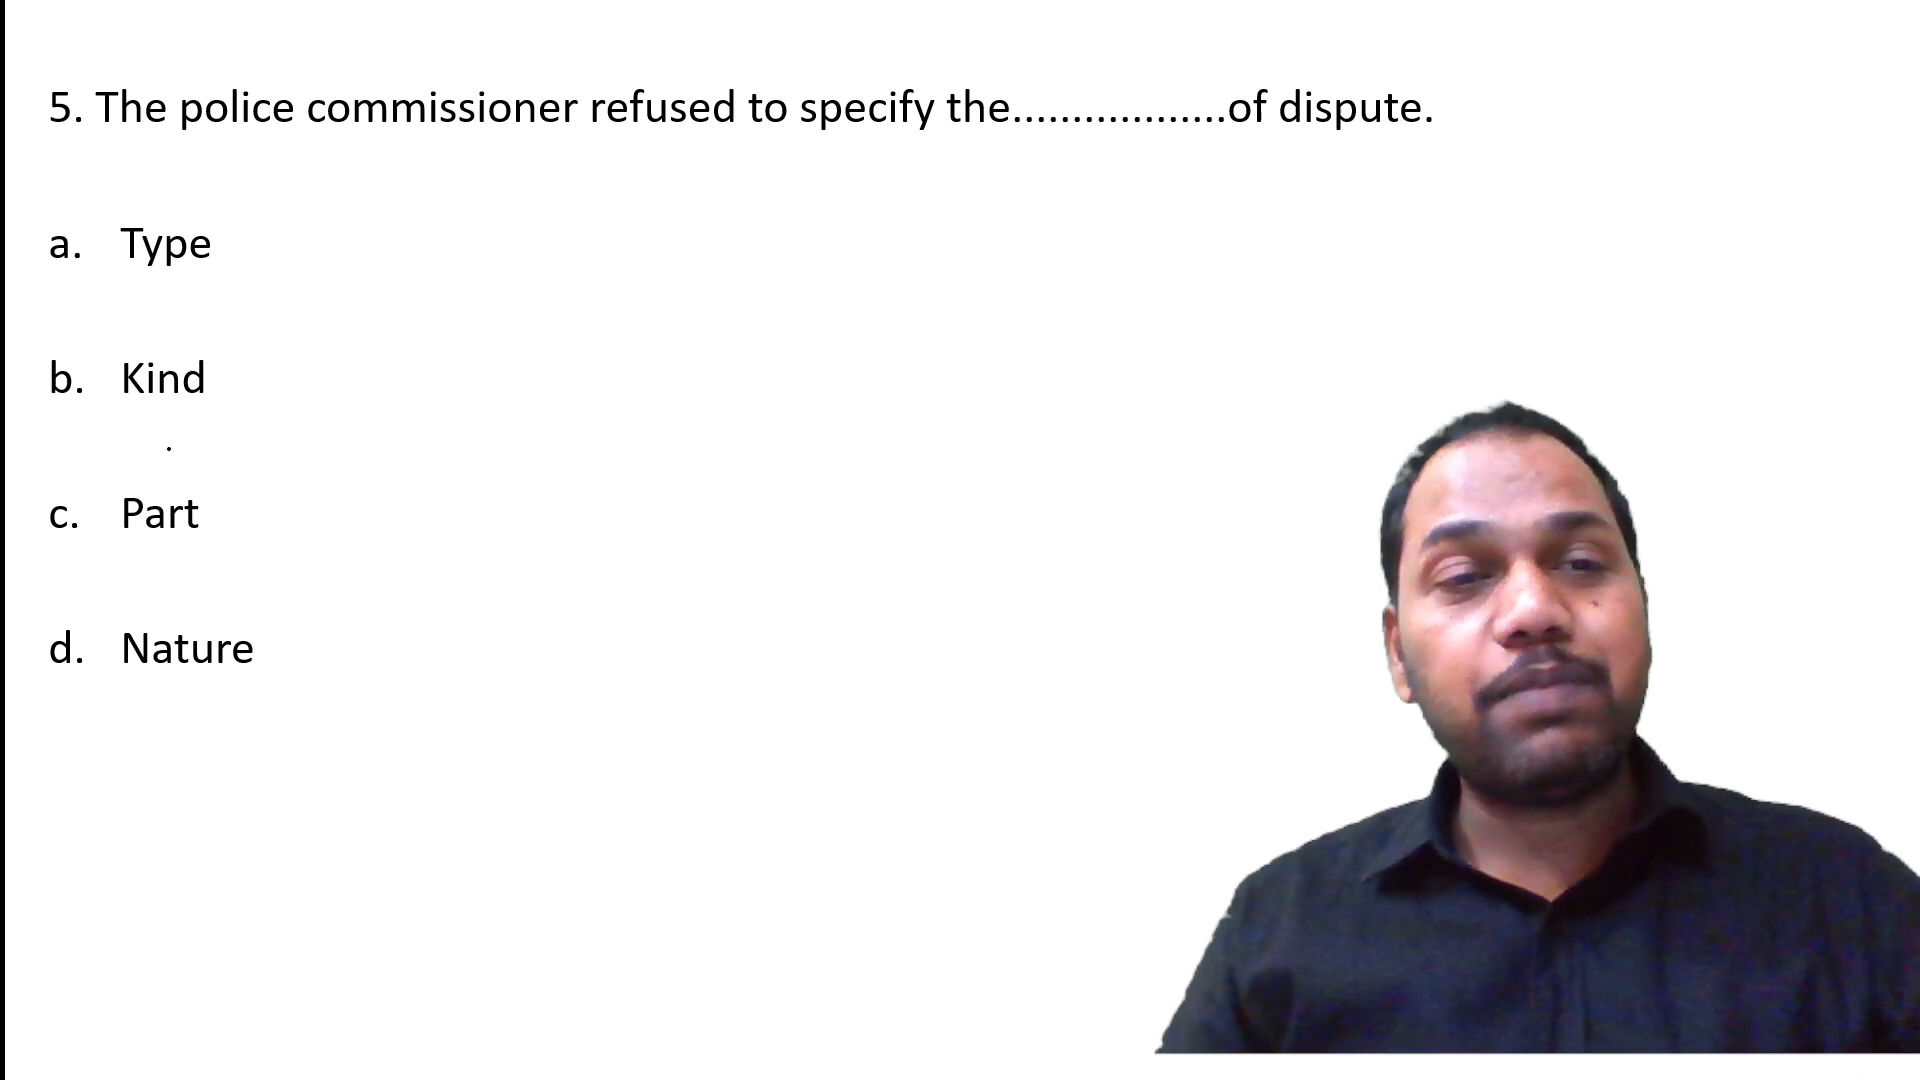 5. The police commissioner refused to specify the..................of dispute.
a. Type
b. Kind
c. Part
d. Nature